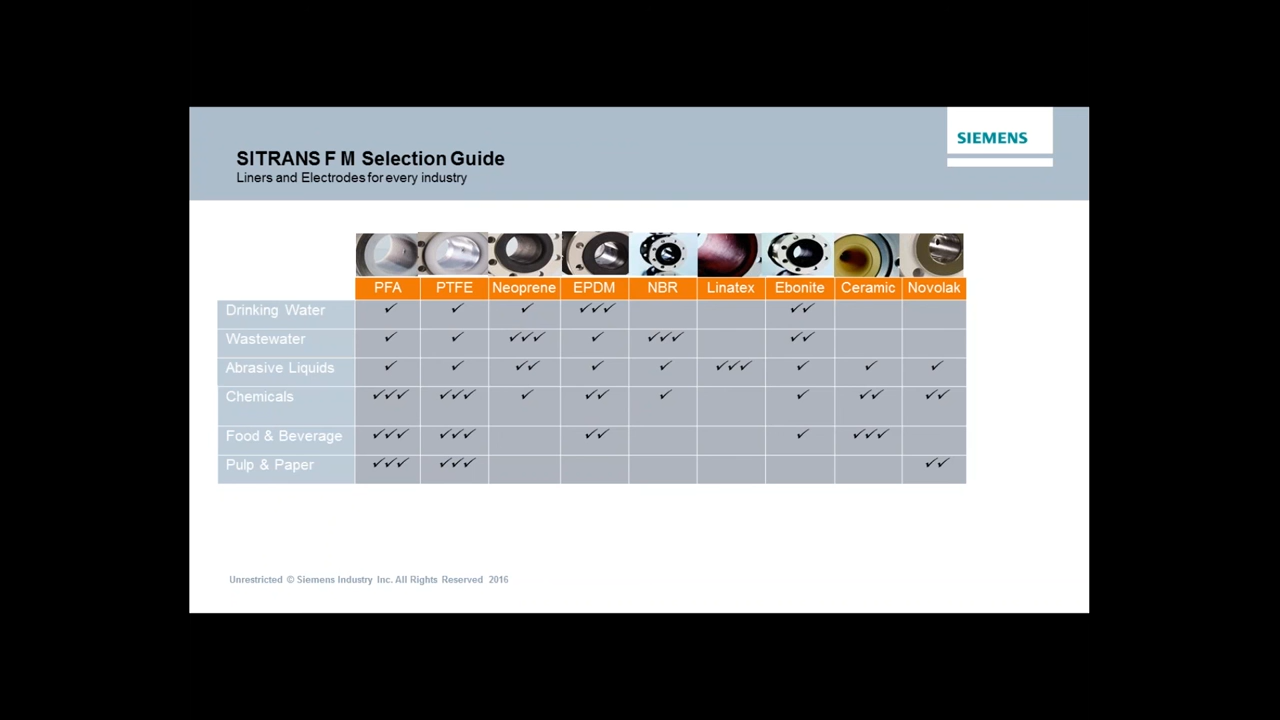 SIEMENS
SITRANS F M Selection Guide
Liners and Electrodes for every industry
PFA PTFE Neoprene EPDM NBR Linatex Ebonite Ceramic Novolak
Drinking Water ✓ ✓ ✓ ✓✓✓ ✓✓
Wastewater ✓ ✓ ✓✓✓ ✓ ✓✓✓ ✓✓
Abrasive Liquids ✓ ✓ ✓✓ ✓ ✓ ✓✓✓ ✓ ✓ ✓
Chemicals ✓✓✓ ✓✓✓ ✓ ✓✓ ✓ ✓ ✓✓ ✓✓
Food & Beverage ✓✓✓ ✓✓✓ ✓✓ ✓ ✓✓✓
Pulp & Paper ✓✓✓ ✓✓✓ ✓✓
Unrestricted © Siemens Industry Inc. All Rights Reserved 2016